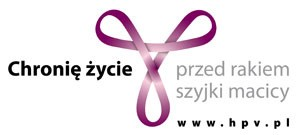 Chronię życie przed rakiem
szyjki macicy
www.hpv.pl